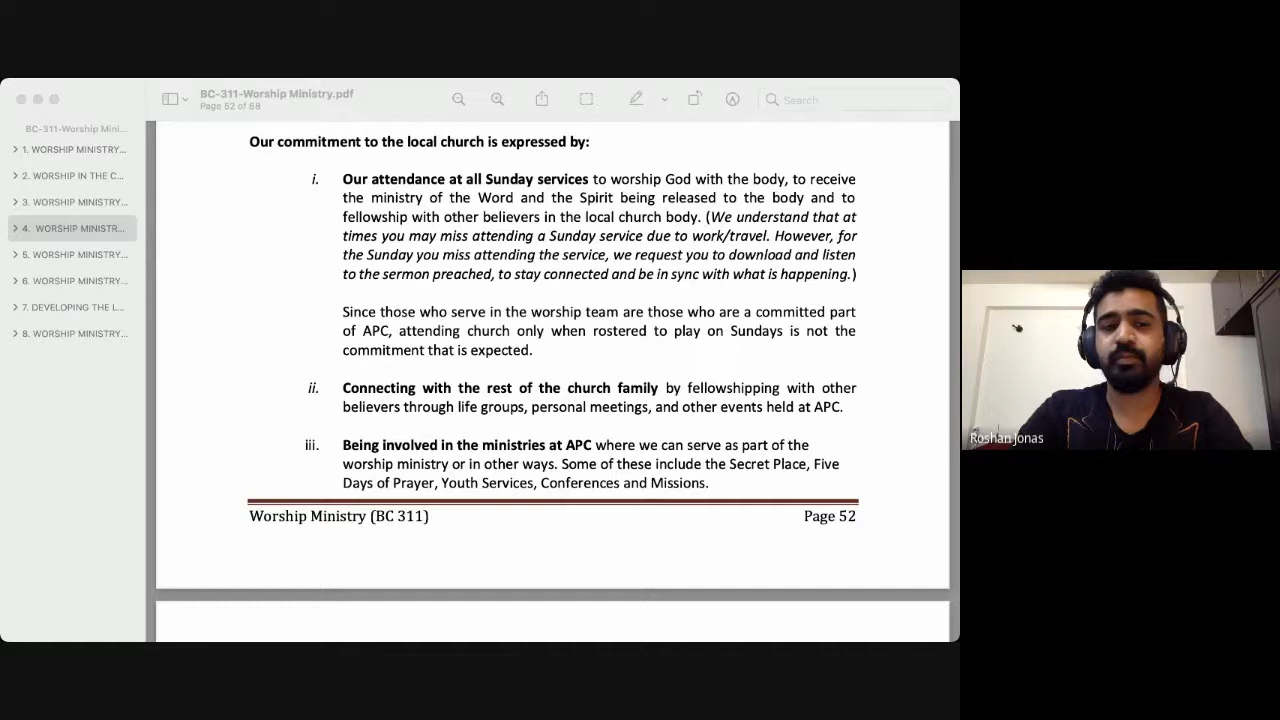 BC-311-Worship Ministry.pdf
Page 52 of 68
Search
BC-311-Worship Mini...
1. WORSHIP MINISTRY...
2. WORSHIP IN THE C...
3. WORSHIP MINISTRY...
4. WORSHIP MINISTR...
5. WORSHIP MINISTRY...
6. WORSHIP MINISTRY...
7. DEVELOPING THE L...
8. WORSHIP MINISTRY...
Our commitment to the local church is expressed by:
i. Our attendance at all Sunday services to worship God with the body, to receive
the ministry of the Word and the Spirit being released to the body and to
fellowship with other believers in the local church body. (We understand that at
times you may miss attending a Sunday service due to work/travel. However, for
the Sunday you miss attending the service, we request you to download and listen
to the sermon preached, to stay connected and be in sync with what is happening.)
Since those who serve in the worship team are those who are a committed part
of APC, attending church only when rostered to play on Sundays is not the
commitment that is expected.
ii. Connecting with the rest of the church family by fellowshipping with other
believers through life groups, personal meetings, and other events held at APC.
iii. Being involved in the ministries at APC where we can serve as part of the
worship ministry or in other ways. Some of these include the Secret Place, Five
Days of Prayer, Youth Services, Conferences and Missions.
Worship Ministry (BC 311) Page 52
Roshan Jonas